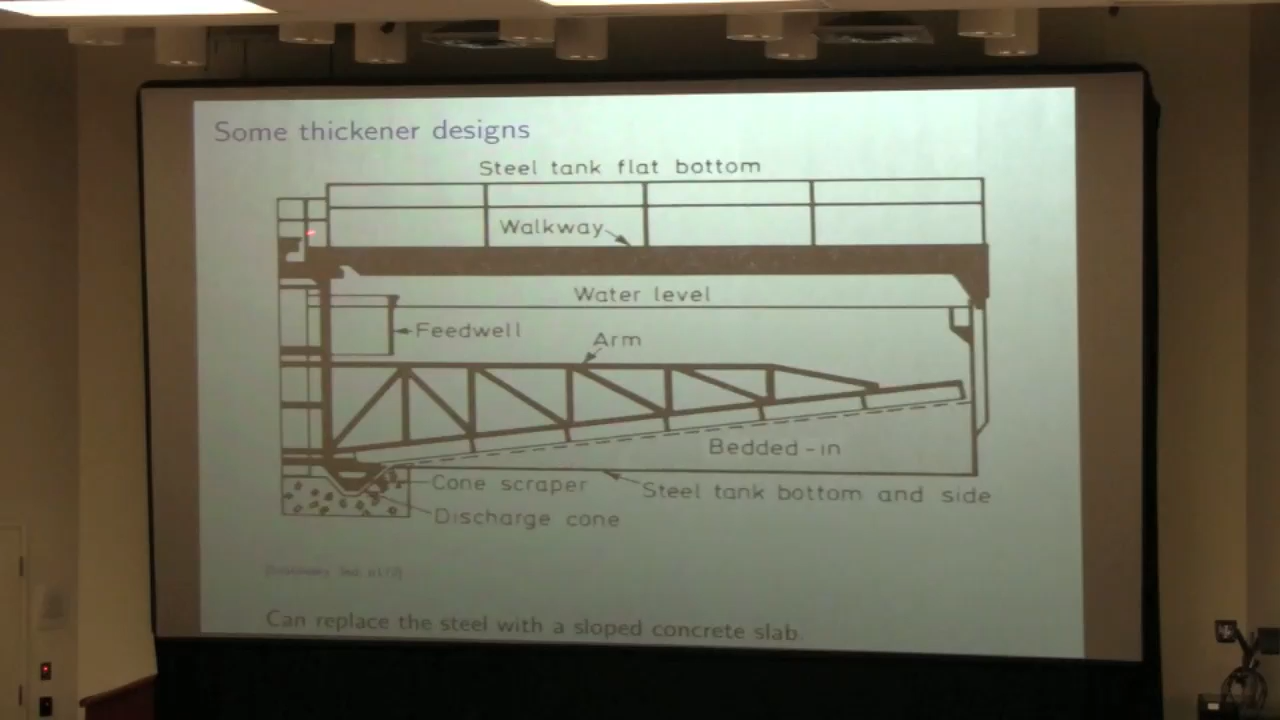 Some thickener designs
Steel tank flat bottom
Walkway
Water level
Feedwell
Arm
Bedded-in
Cone scraper
Steel tank bottom and side
Discharge cone
Can replace the steel with a sloped concrete slab.